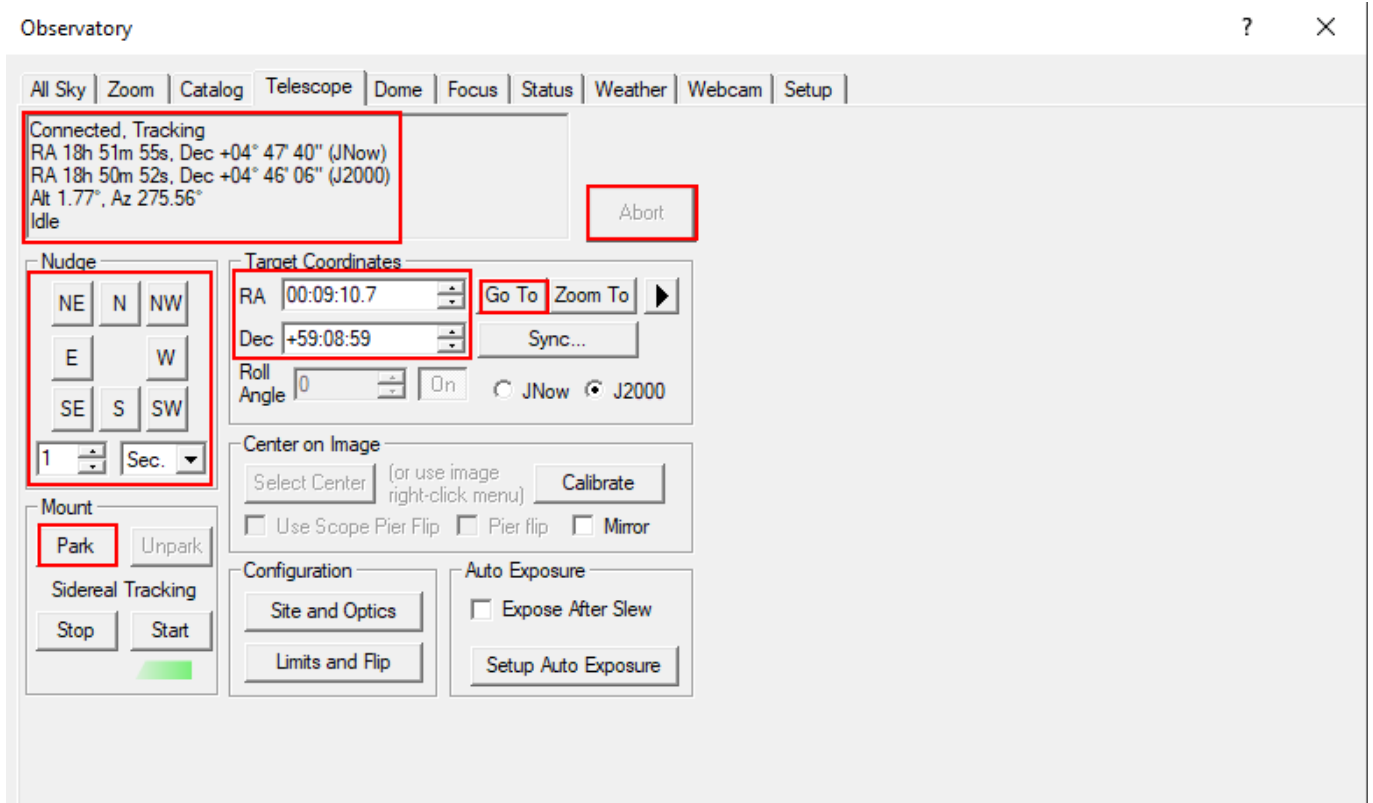 Observatory
?
All Sky Zoom Catalog Telescope Dome Focus Status Weather Webcam Setup
Connected, Tracking
RA 18h 51m 55s, Dec +04° 47' 40" (JNow)
RA 18h 50m 52s, Dec +04° 46' 06" (J2000)
Alt 1.77°, Az 275.56°
Idle
Abort
Nudge
NE N NW
E W
SE S SW
1 Sec.
Target Coordinates
RA 00:09:10.7 Go To Zoom To
Dec +59:08:59 Sync...
Roll Angle 0 On JNow J2000
Center on Image
Select Center (or use image right-click menu) Calibrate
Use Scope Pier Flip Pier flip Mirror
Mount
Park Unpark
Sidereal Tracking
Stop Start
Configuration
Site and Optics
Limits and Flip
Auto Exposure
Expose After Slew
Setup Auto Exposure